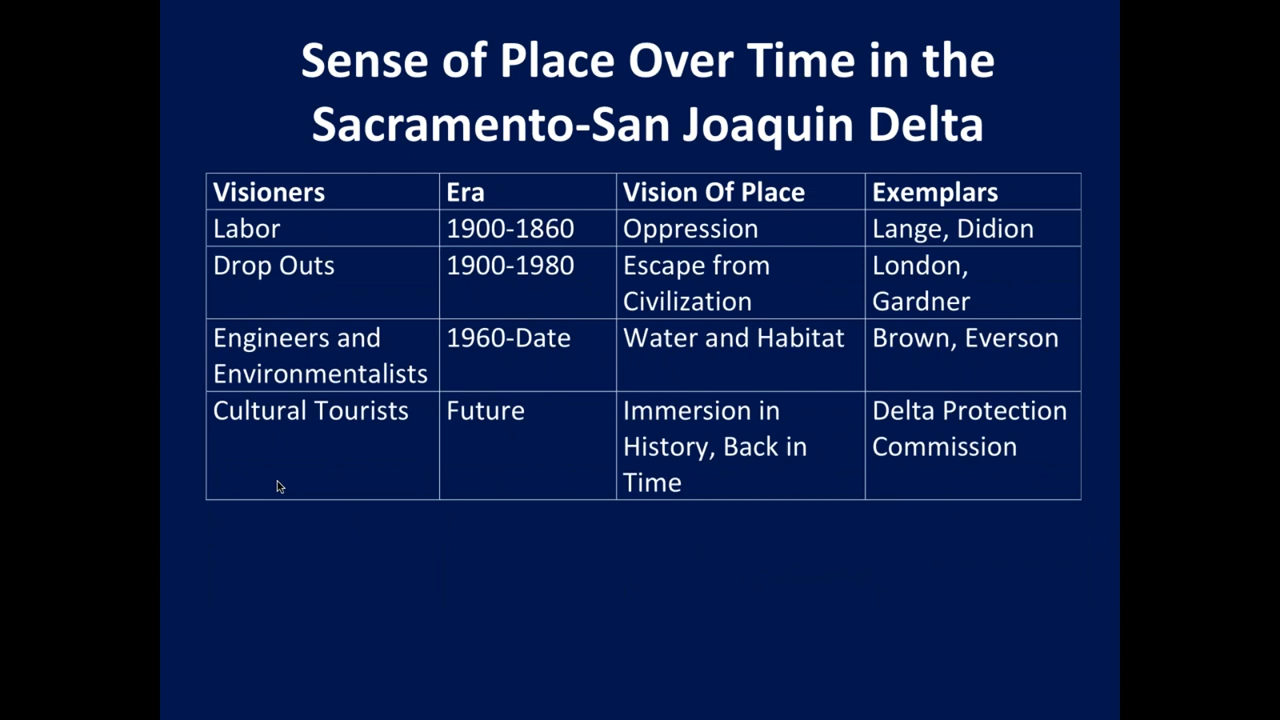 Sense of Place Over Time in the
Sacramento-San Joaquin Delta
Visioners Era Vision Of Place Exemplars
Labor 1900-1860 Oppression Lange, Didion
Drop Outs 1900-1980 Escape from Civilization London, Gardner
Engineers and Environmentalists 1960-Date Water and Habitat Brown, Everson
Cultural Tourists Future Immersion in History, Back in Time Delta Protection Commission